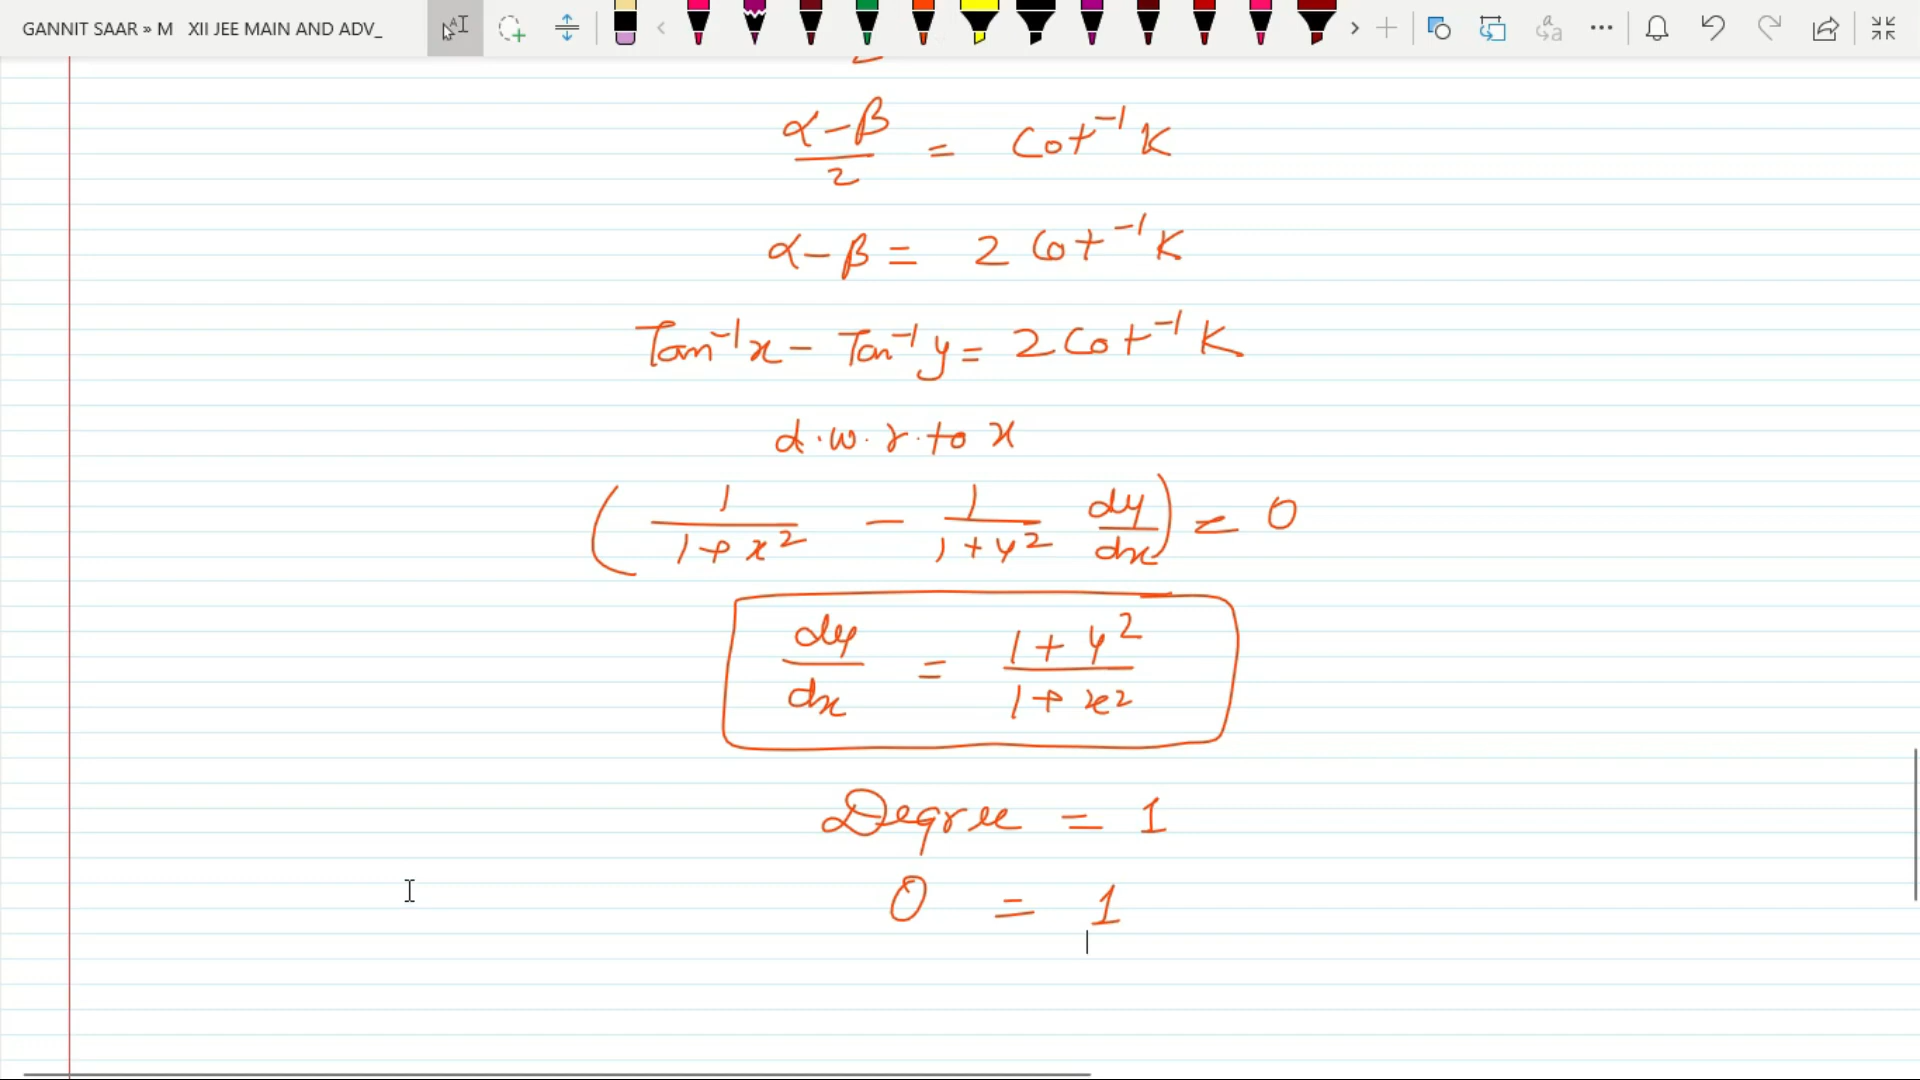 GANNIT SAAR » M XII JEE MAIN AND ADV_
α-β/2 = Cot⁻¹ K
α-β = 2 Cot⁻¹ K
Tan⁻¹x - Tan⁻¹y = 2 Cot⁻¹ K
d.w.r.to x
( 1/1+x² - 1/1+y² dy/dx ) = 0
dy/dx = 1+y²/1+x²
Degree = 1
O = 1